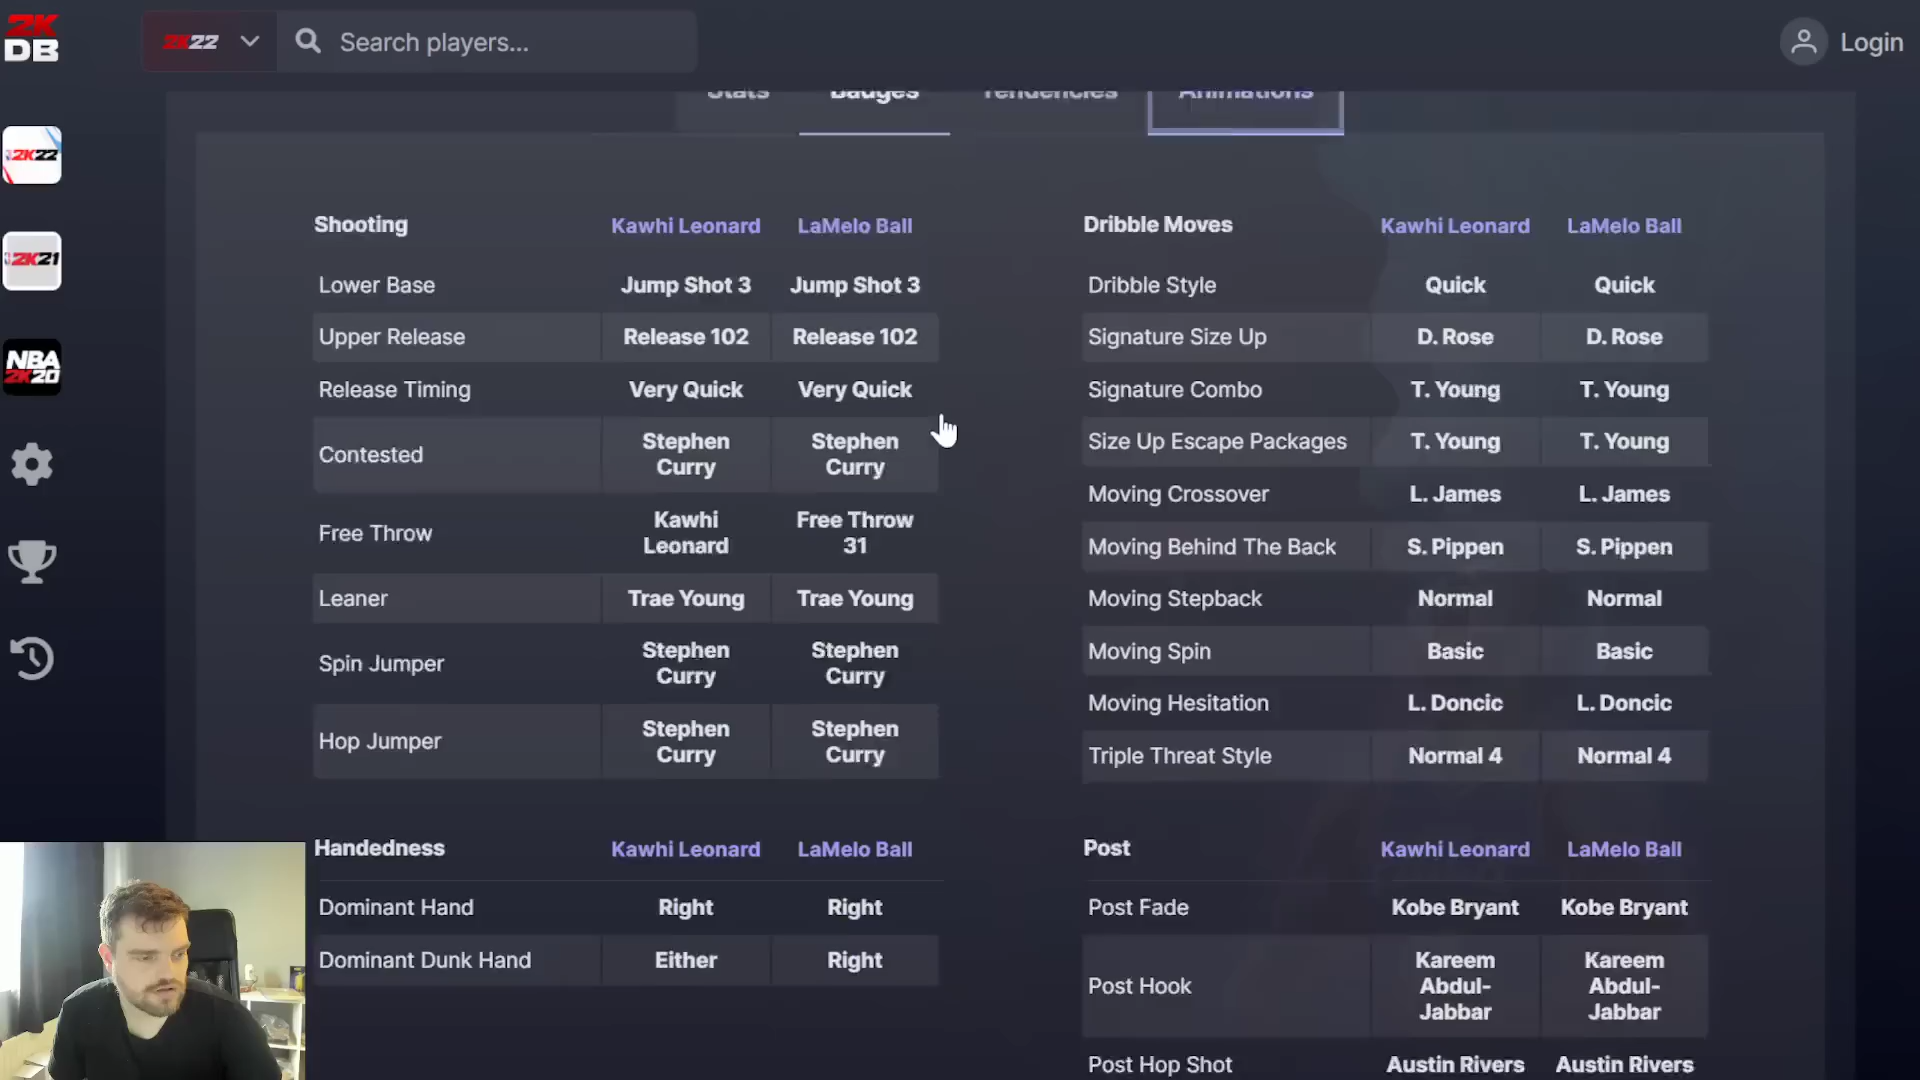 2K
DB
2K22
Search players...
Login
Stats Badges Tendencies Animations
2K22
2K21
NBA
2K20
Shooting Kawhi Leonard LaMelo Ball
Lower Base Jump Shot 3 Jump Shot 3
Upper Release Release 102 Release 102
Release Timing Very Quick Very Quick
Contested Stephen Curry Stephen Curry
Free Throw Kawhi Leonard Free Throw 31
Leaner Trae Young Trae Young
Spin Jumper Stephen Curry Stephen Curry
Hop Jumper Stephen Curry Stephen Curry
Handedness Kawhi Leonard LaMelo Ball
Dominant Hand Right Right
Dominant Dunk Hand Either Right
Dribble Moves Kawhi Leonard LaMelo Ball
Dribble Style Quick Quick
Signature Size Up D. Rose D. Rose
Signature Combo T. Young T. Young
Size Up Escape Packages T. Young T. Young
Moving Crossover L. James L. James
Moving Behind The Back S. Pippen S. Pippen
Moving Stepback Normal Normal
Moving Spin Basic Basic
Moving Hesitation L. Doncic L. Doncic
Triple Threat Style Normal 4 Normal 4
Post Kawhi Leonard LaMelo Ball
Post Fade Kobe Bryant Kobe Bryant
Post Hook Kareem Abdul-Jabbar Kareem Abdul-Jabbar
Post Hop Shot Austin Rivers Austin Rivers